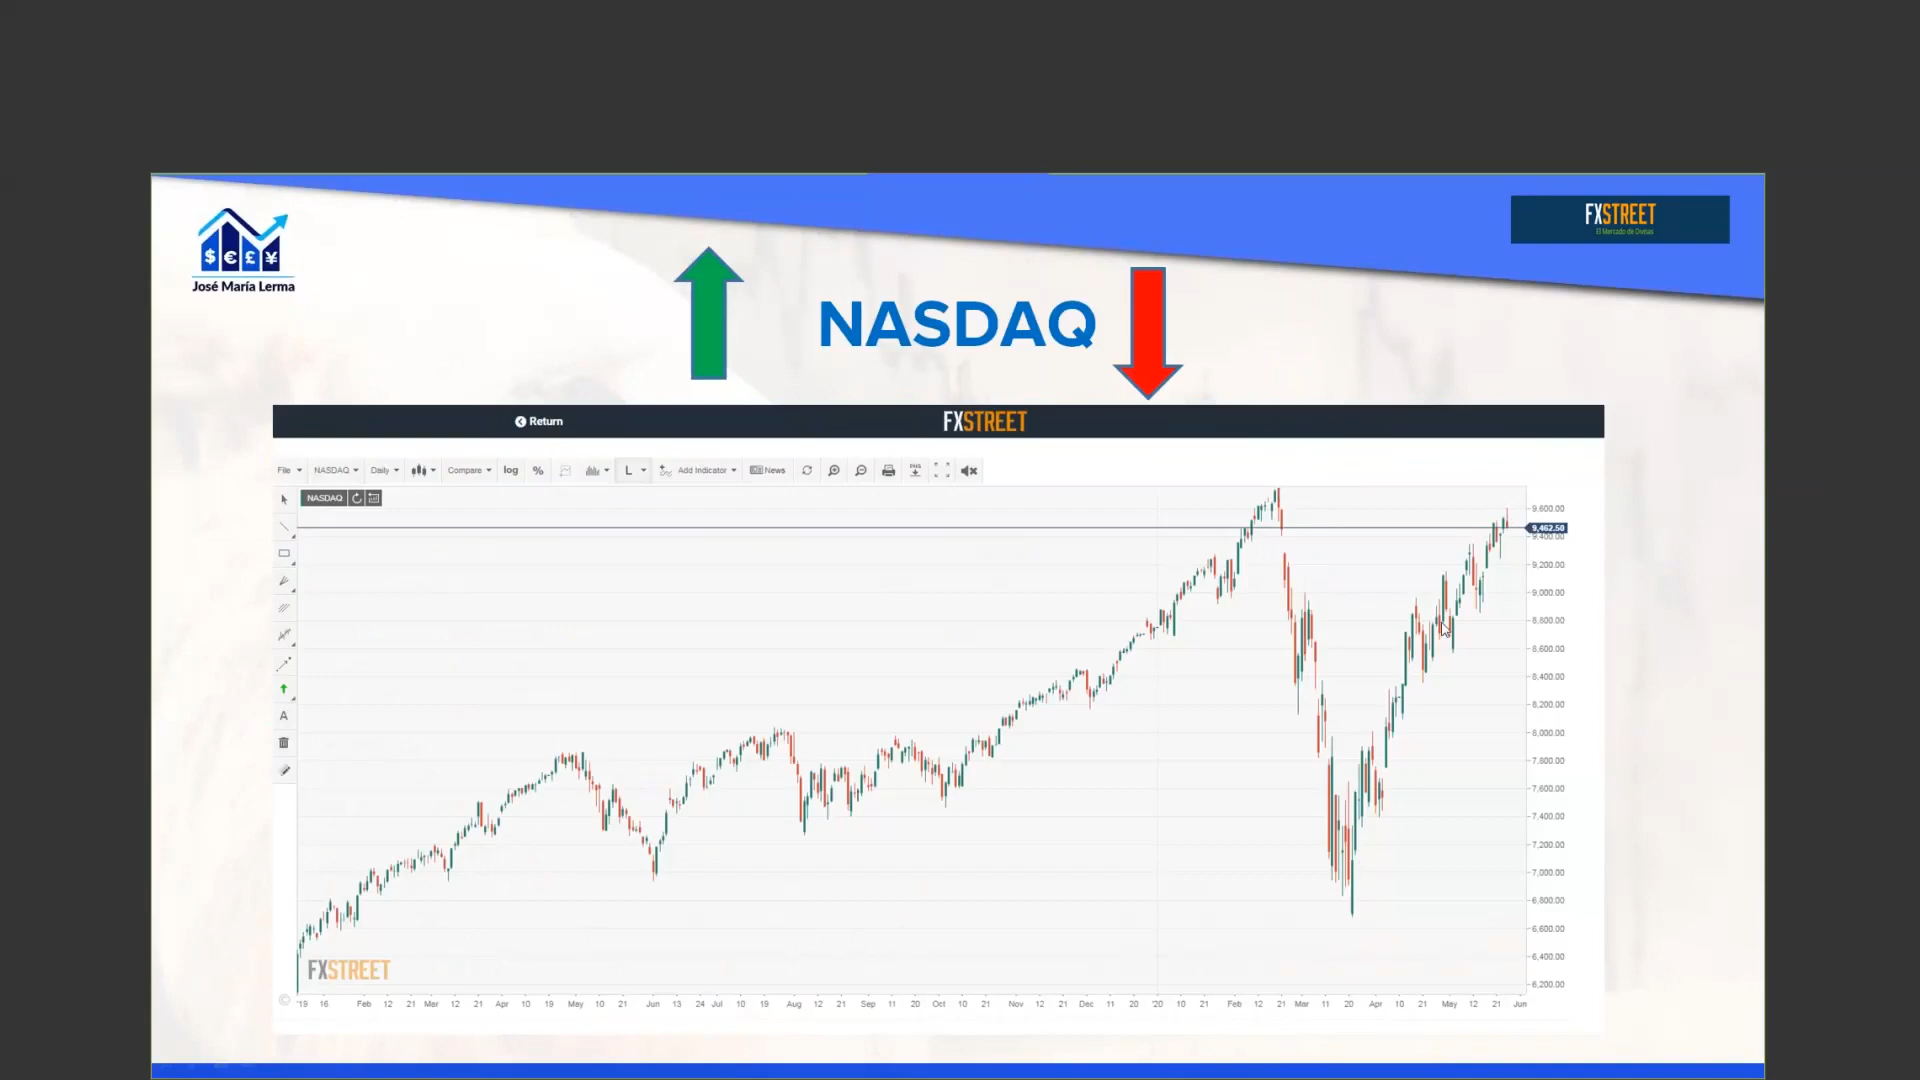 $ € £ ¥
José María Lerma
FXSTREET
El Mercado de Divisas
NASDAQ
Return
FXSTREET
File NASDAQ Daily Compare log % L Add Indicator News
NASDAQ
9,600.00
9,462.50
9,400.00
9,200.00
9,000.00
8,800.00
8,600.00
8,400.00
8,200.00
8,000.00
7,800.00
7,600.00
7,400.00
7,200.00
7,000.00
6,800.00
6,600.00
6,400.00
6,200.00
A
FXSTREET
©
'19 16 Feb 12 21 Mar 12 21 Apr 10 19 May 10 22 Jun 13 24 Jul 10 19 Aug 12 21 Sep 11 20 Oct 10 21 Nov 12 21 Dec 11 20 '20 10 21 Feb 12 21 Mar 11 20 Apr 10 21 May 12 21 Jun